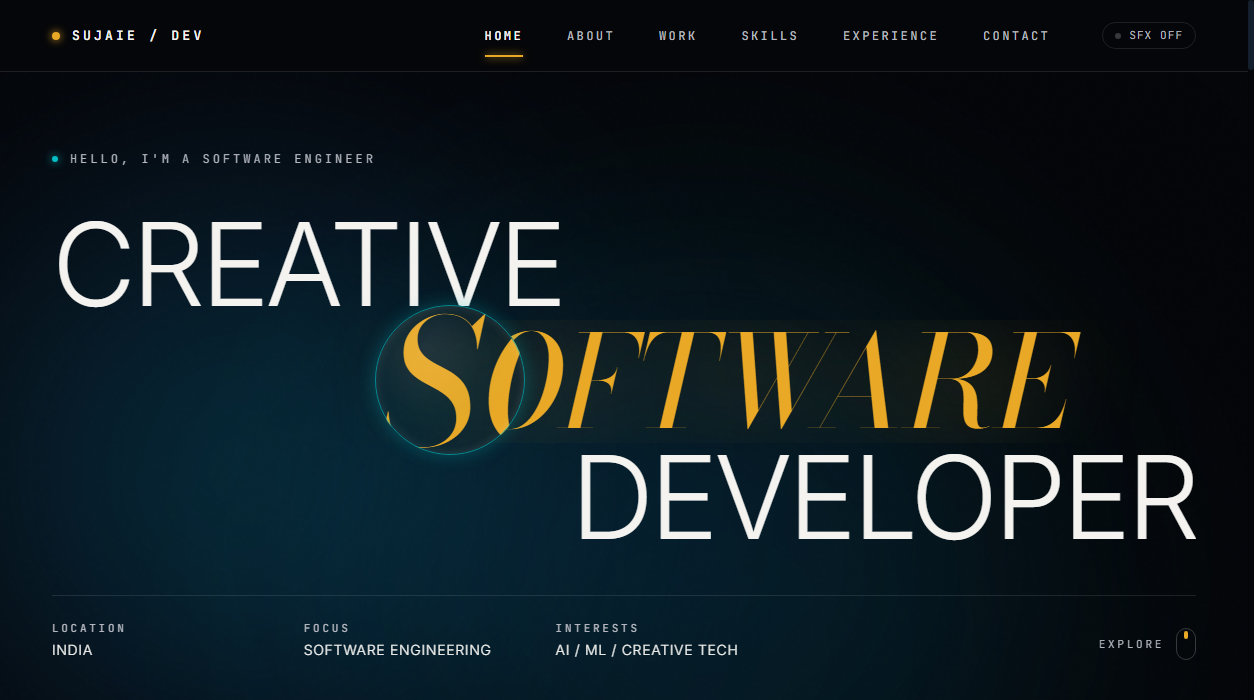 SUJAIE / DEV
HOME ABOUT WORK SKILLS EXPERIENCE CONTACT SFX OFF
HELLO, I'M A SOFTWARE ENGINEER
CREATIVE
SOFTWARE
DEVELOPER
LOCATION FOCUS INTERESTS
INDIA SOFTWARE ENGINEERING AI / ML / CREATIVE TECH
EXPLORE